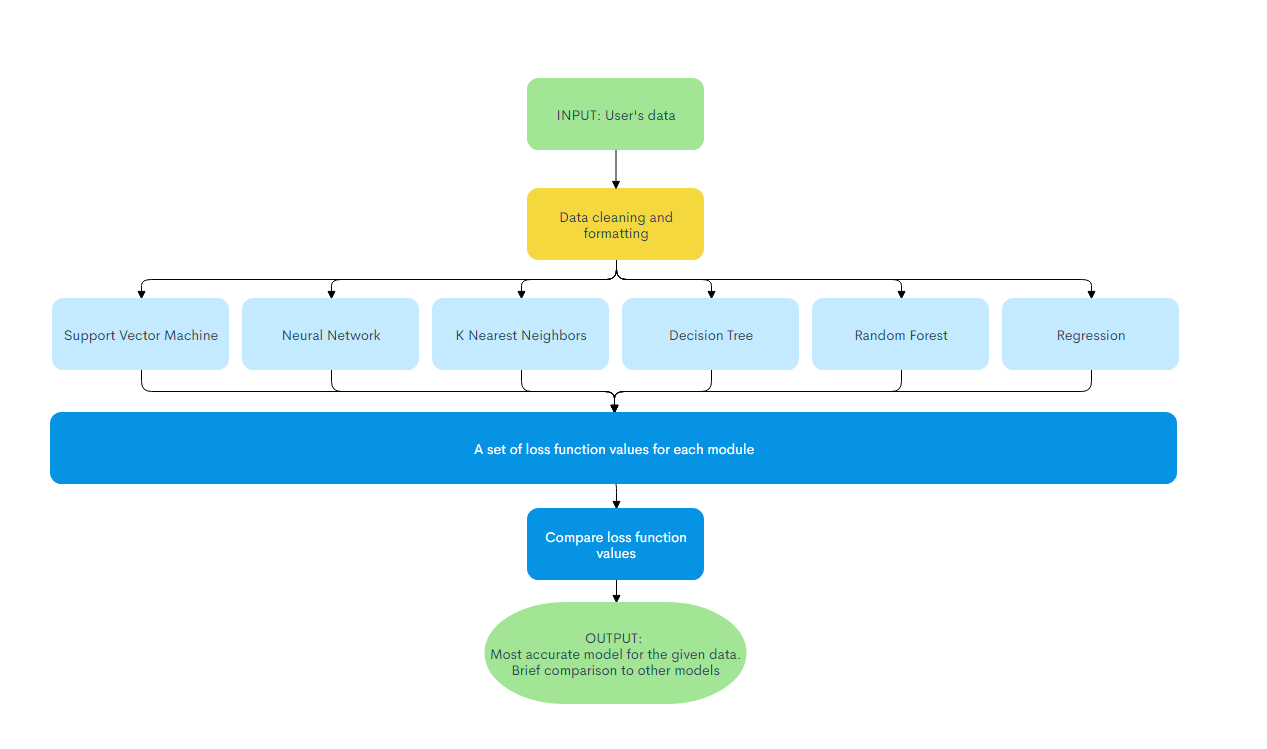 INPUT: User's data
Data cleaning and
formatting
Support Vector Machine
Neural Network
K Nearest Neighbors
Decision Tree
Random Forest
Regression
A set of loss function values for each module
Compare loss function
values
OUTPUT:
Most accurate model for the given data.
Brief comparison to other models